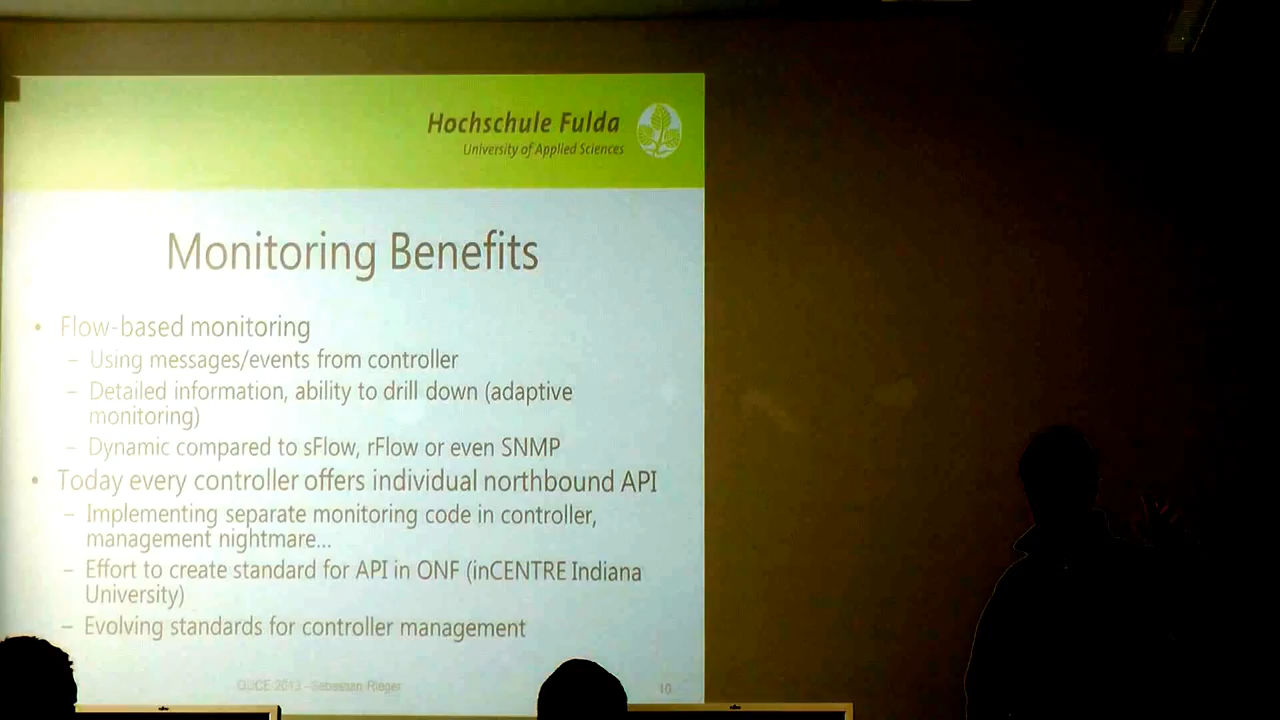 Hochschule Fulda
University of Applied Sciences
Monitoring Benefits
• Flow-based monitoring
– Using messages/events from controller
– Detailed information, ability to drill down (adaptive
monitoring)
– Dynamic compared to sFlow, rFlow or even SNMP
• Today every controller offers individual northbound API
– Implementing separate monitoring code in controller,
management nightmare...
– Effort to create standard for API in ONF (inCENTRE Indiana
University)
– Evolving standards for controller management
2013 – Sebastian Rieger
10